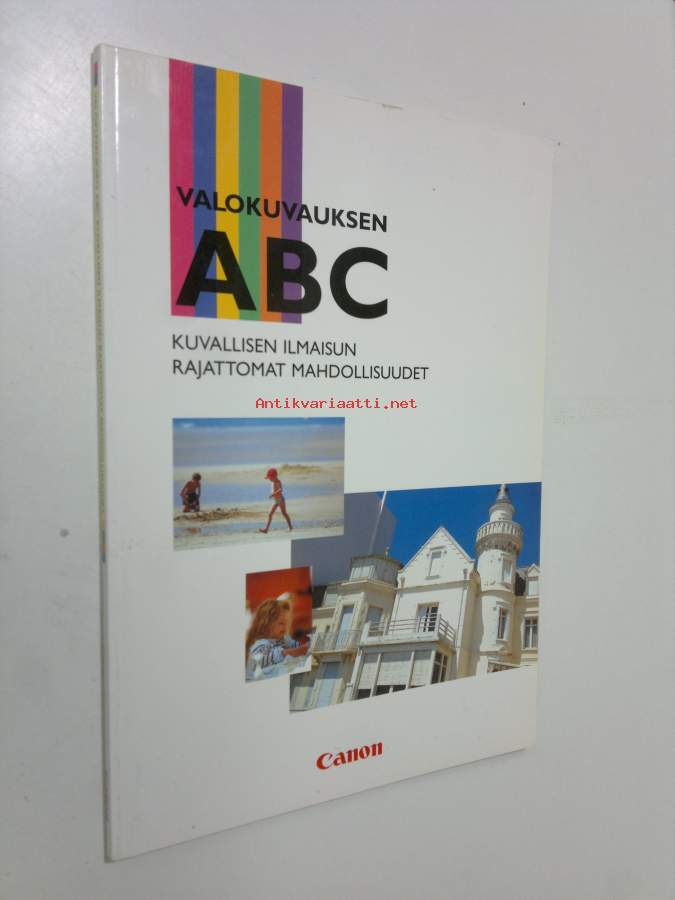 VALOKUVAUKSEN
ABC
KUVALLISEN ILMAISUN
RAJATTOMAT MAHDOLLISUUDET
Antikvariaatti.net
Canon